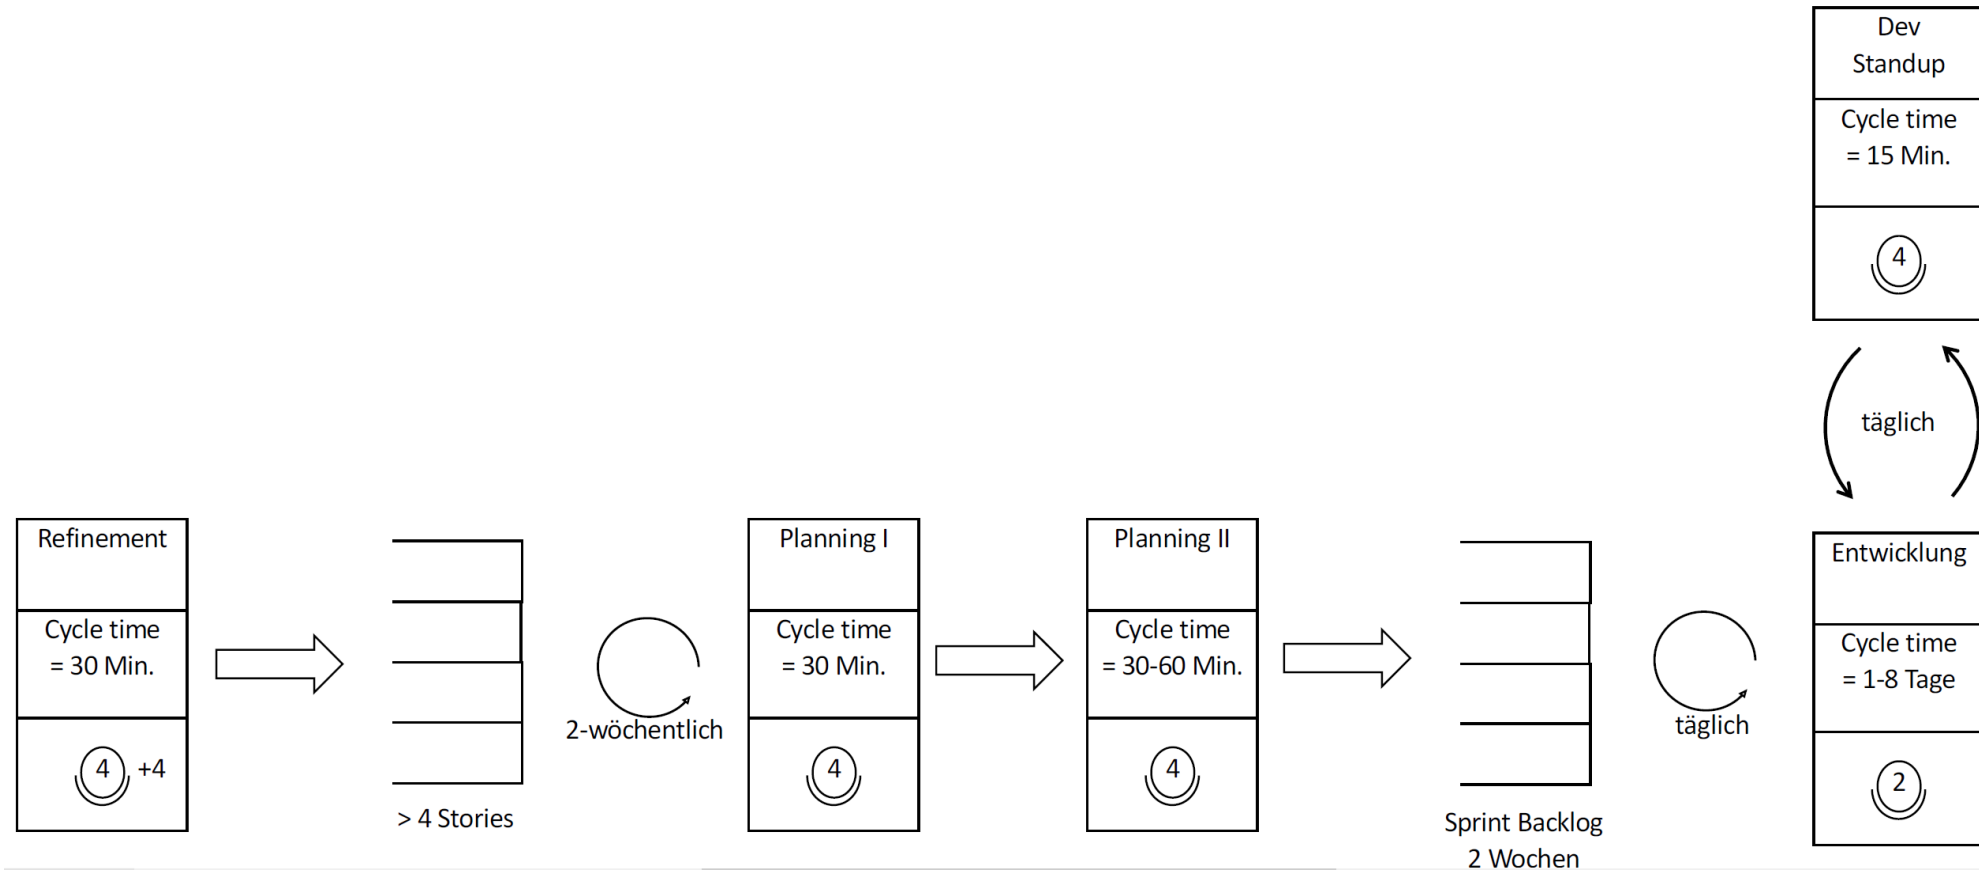 Dev
Standup
Cycle time
= 15 Min.
4
täglich
Refinement
Cycle time
= 30 Min.
4 +4
> 4 Stories
2-wöchentlich
Planning I
Cycle time
= 30 Min.
4
Planning II
Cycle time
= 30-60 Min.
4
Sprint Backlog
2 Wochen
täglich
Entwicklung
Cycle time
= 1-8 Tage
2